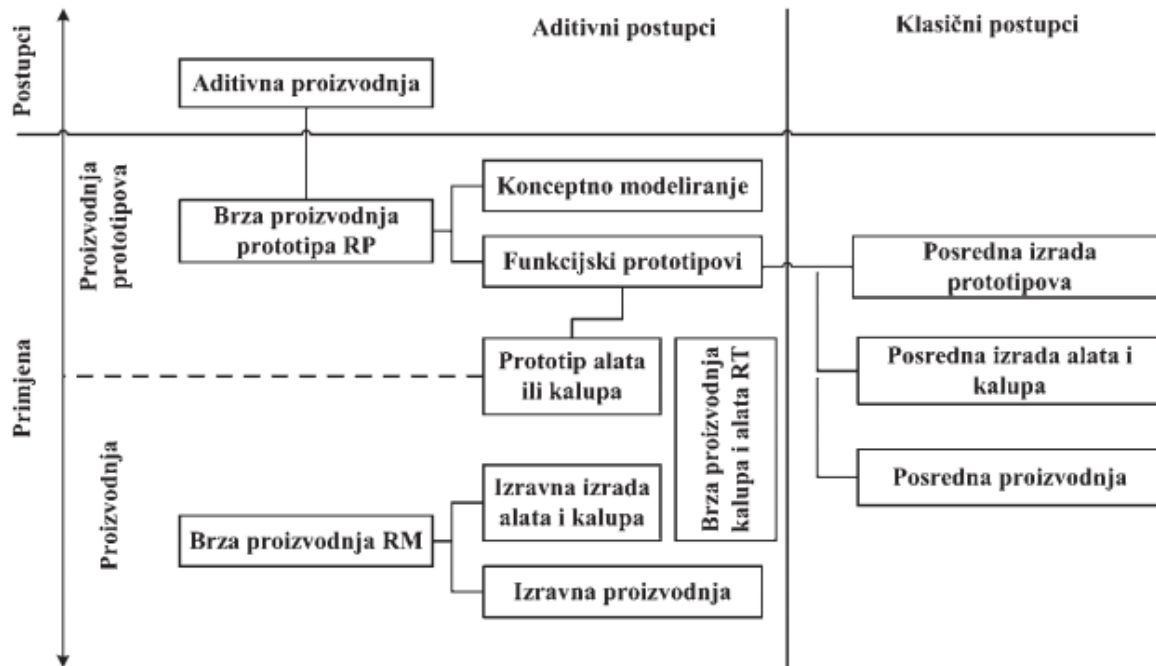 Postupci
Aditivni postupci
Klasični postupci
Aditivna proizvodnja
Proizvodnja
prototipova
Konceptno modeliranje
Brza proizvodnja
prototipa RP
Funkcijski prototipovi
Posredna izrada
prototipova
Primjena
Prototip alata
ili kalupa
Brza proizvodnja
kalupa i alata RT
Posredna izrada alata i
kalupa
Proizvodnja
Izravna izrada
alata i kalupa
Posredna proizvodnja
Brza proizvodnja RM
Izravna proizvodnja